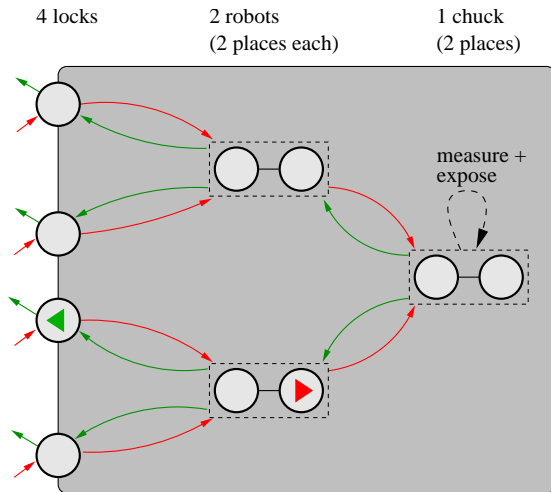 4 locks
2 robots
(2 places each)
1 chuck
(2 places)
measure +
expose